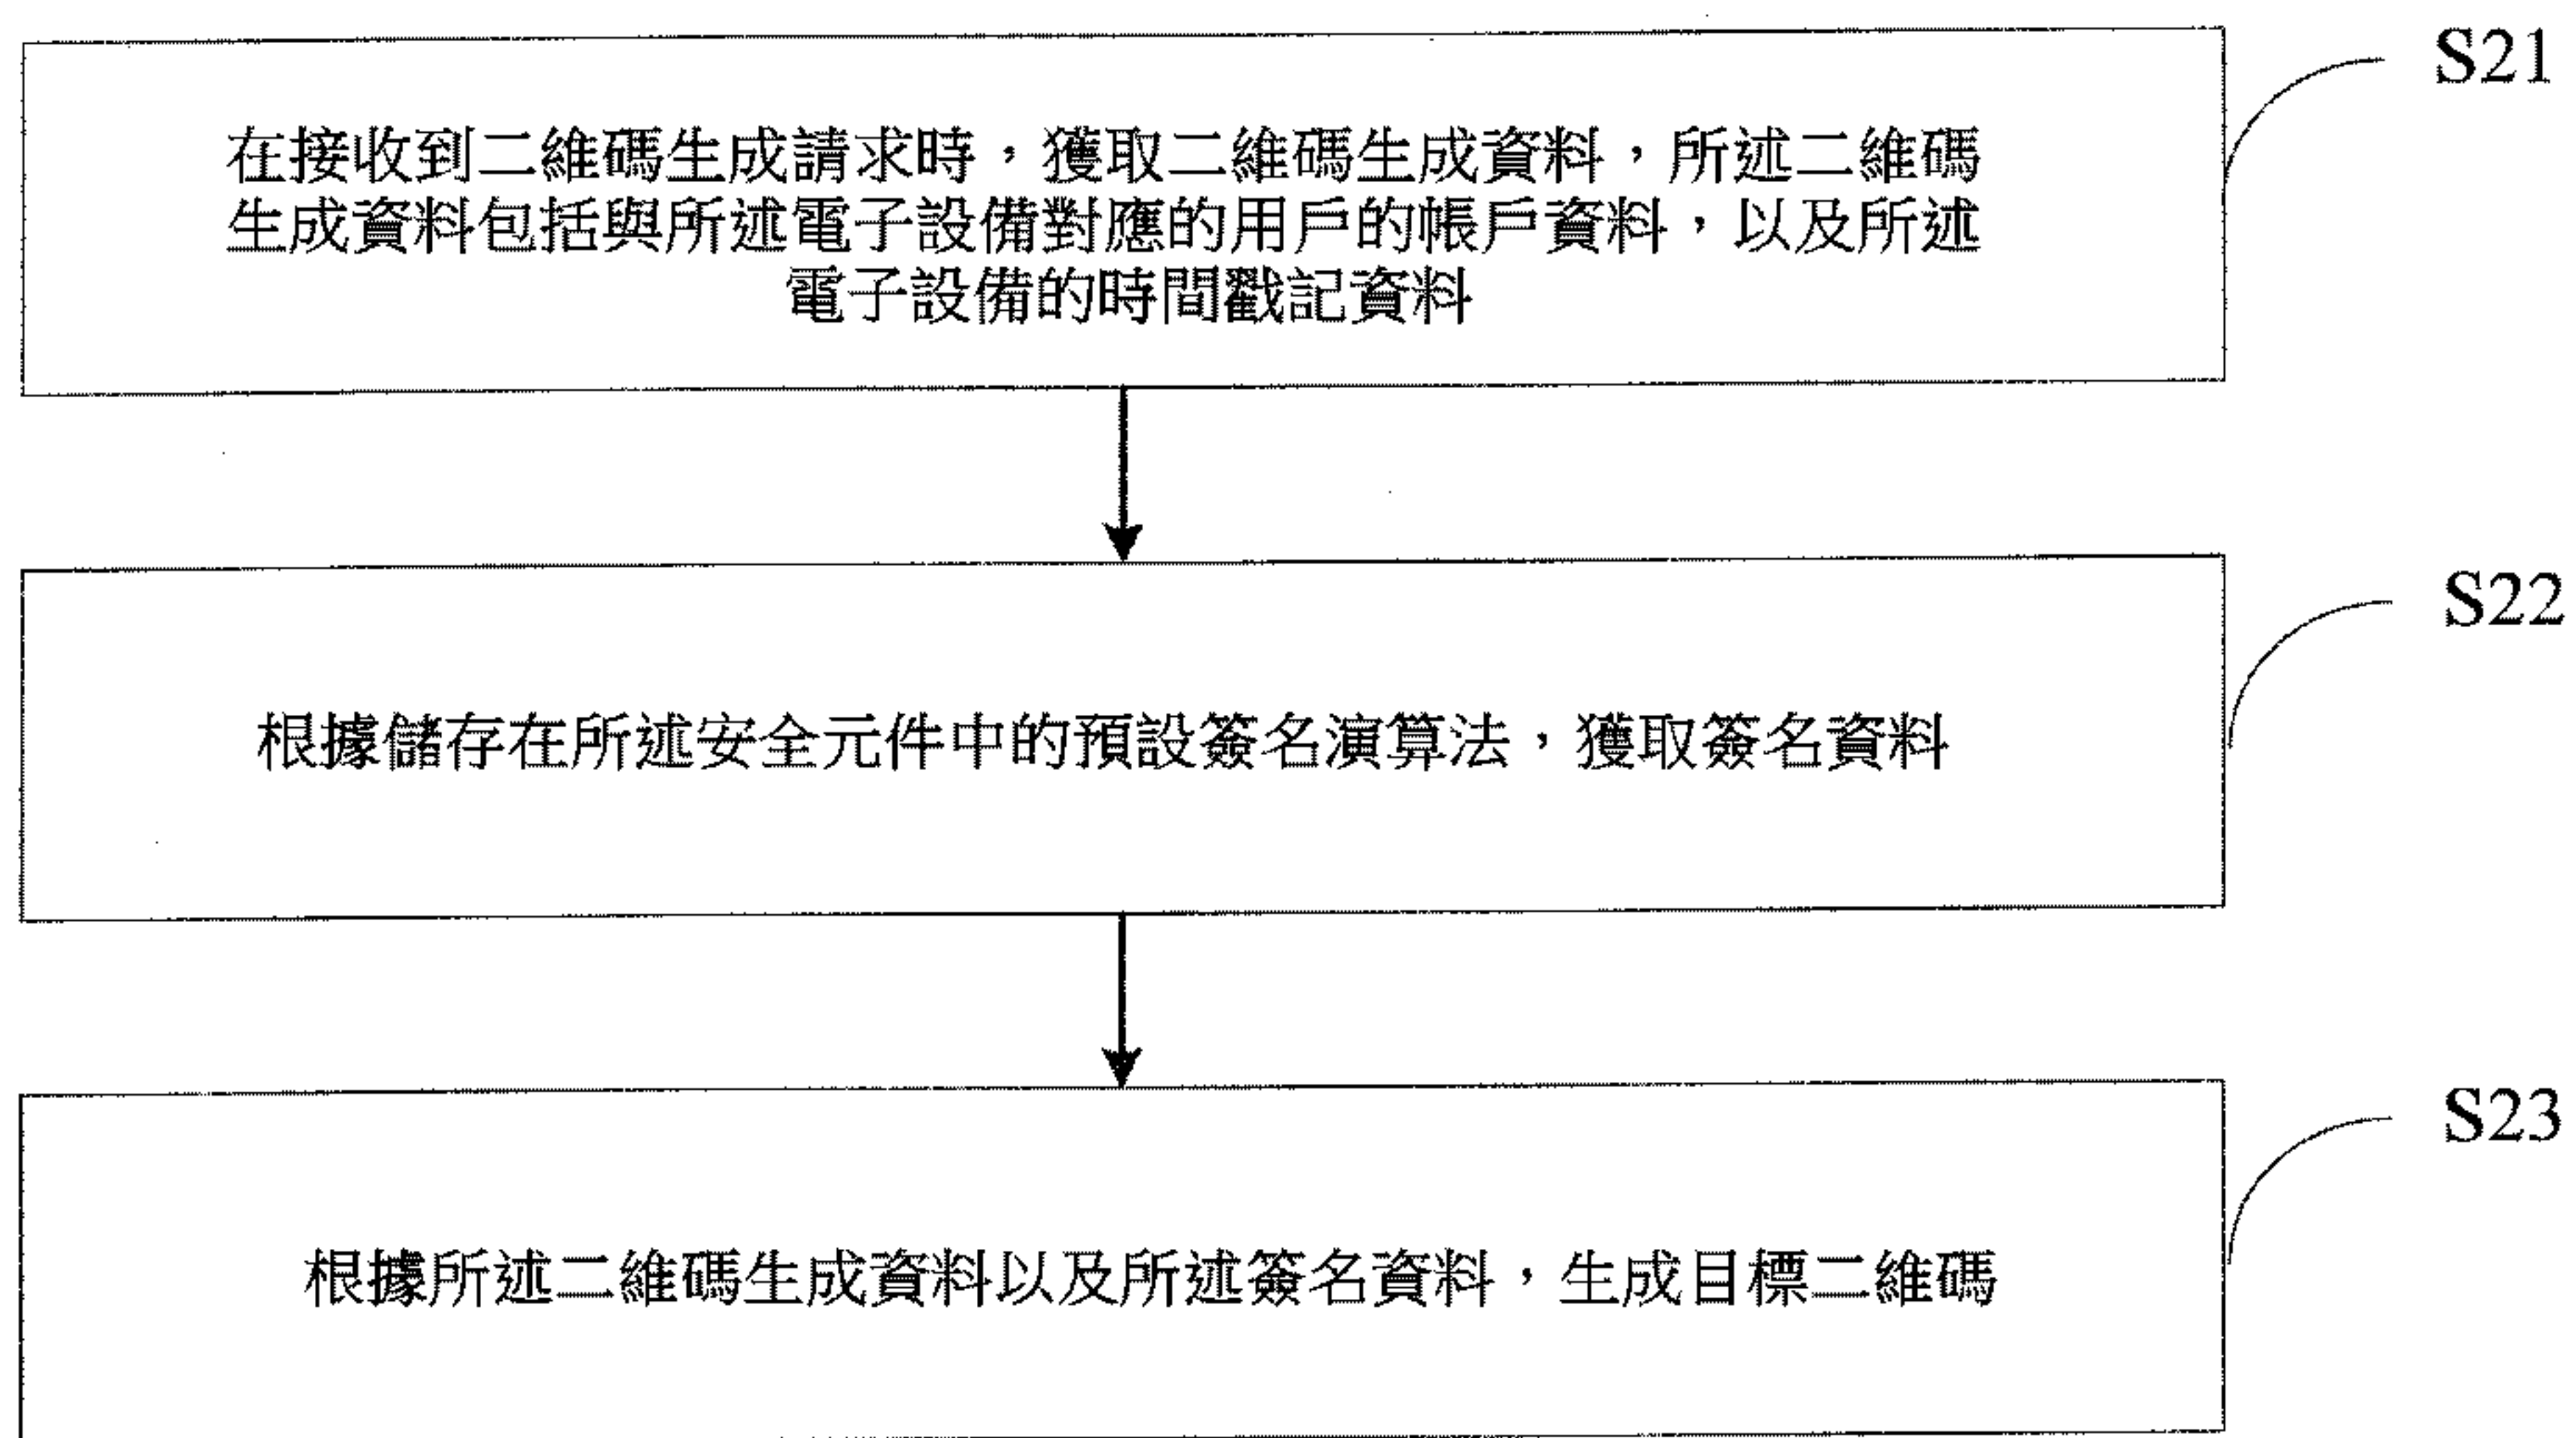 S21
在接收到二維碼生成請求時，獲取二維碼生成資料，所述二維碼
生成資料包括與所述電子設備對應的用戶的帳戶資料，以及所述
電子設備的時間戳記資料
S22
根據儲存在所述安全元件中的預設簽名演算法，獲取簽名資料
S23
根據所述二維碼生成資料以及所述簽名資料，生成目標二維碼